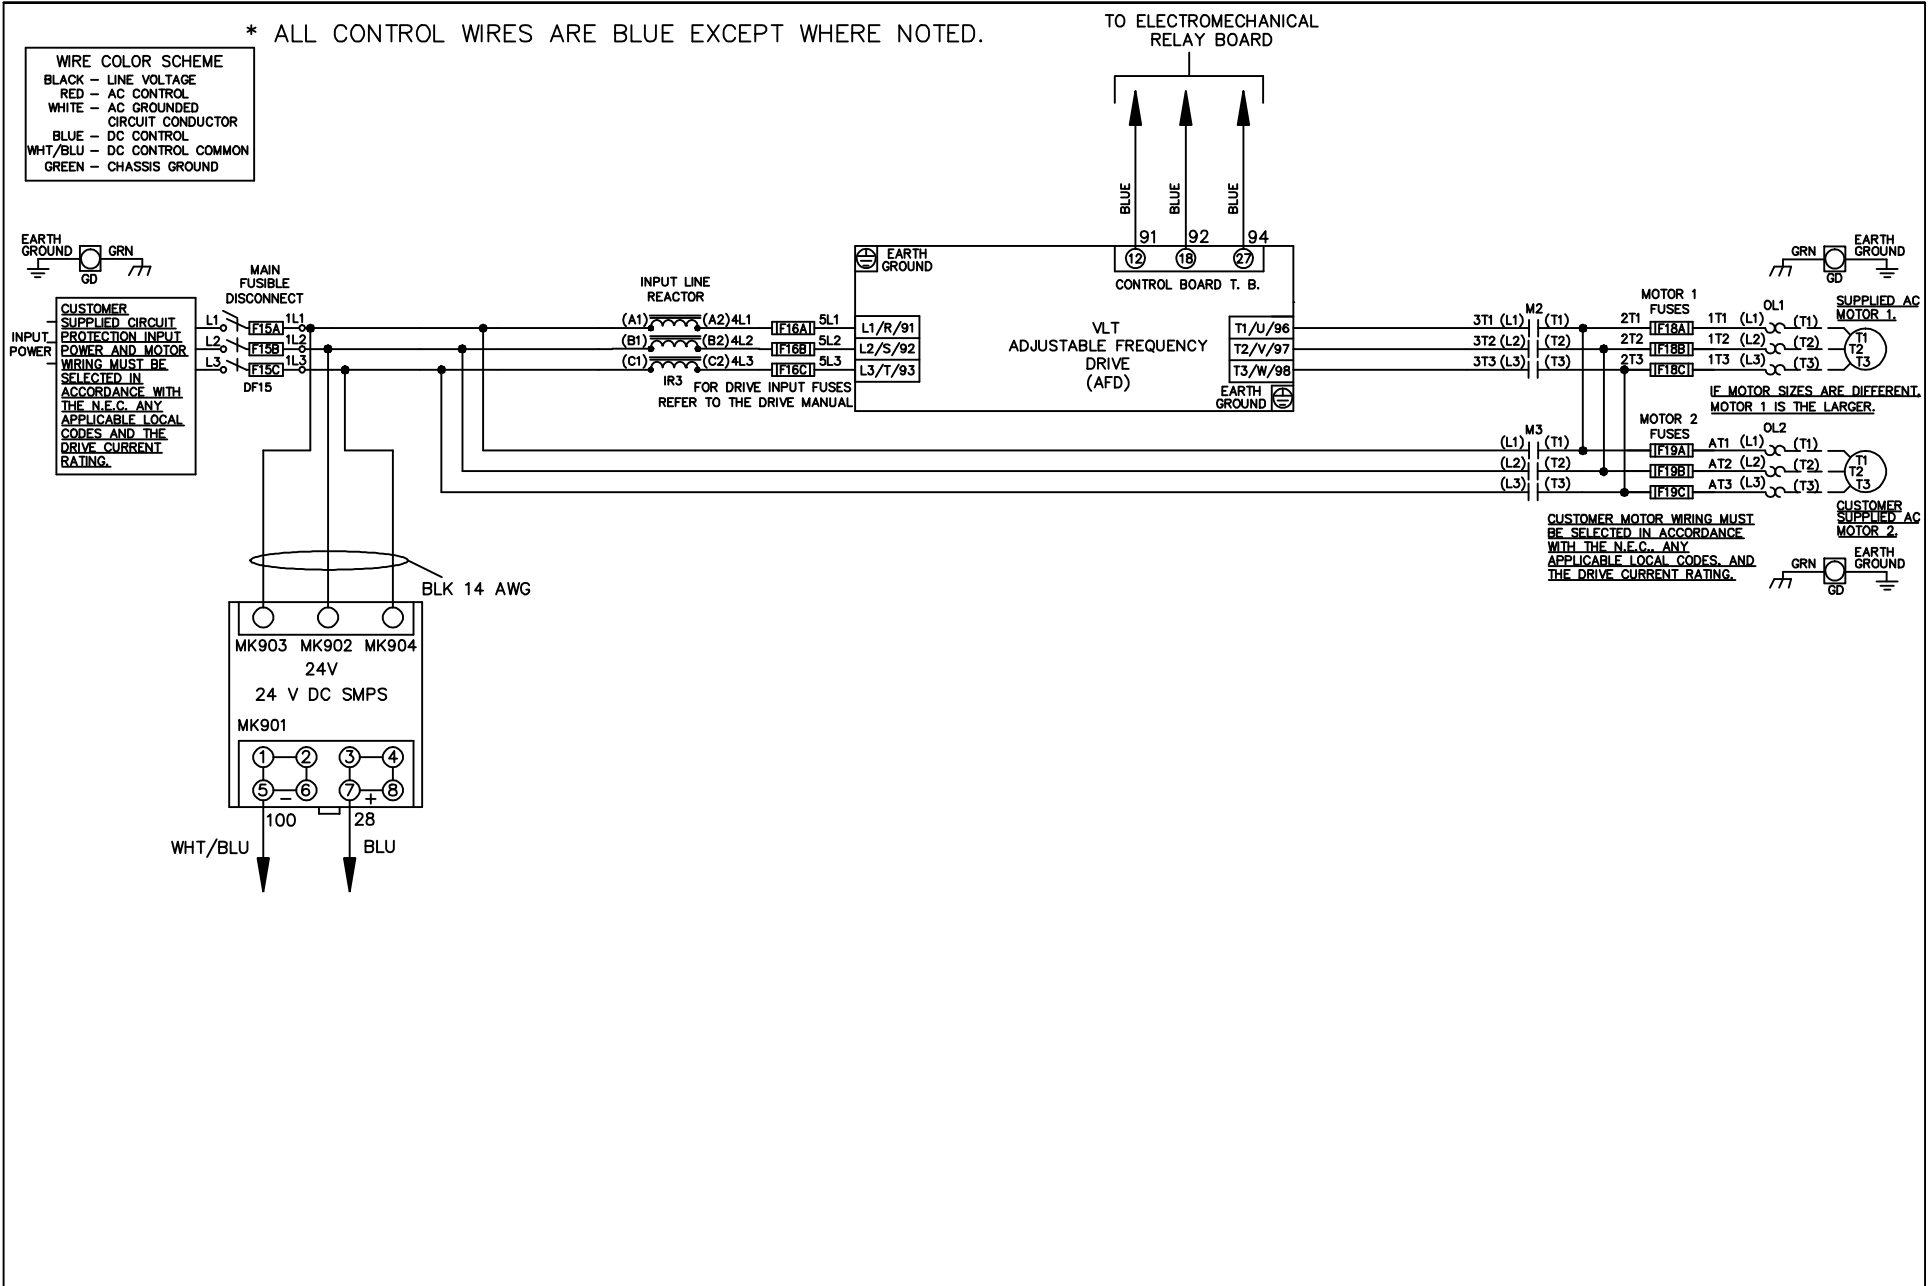 * ALL CONTROL WIRES ARE BLUE EXCEPT WHERE NOTED.
WIRE COLOR SCHEME
BLACK – LINE VOLTAGE
RED – AC CONTROL
WHITE – AC GROUNDED
CIRCUIT CONDUCTOR
BLUE – DC CONTROL
WHT/BLU – DC CONTROL COMMON
GREEN – CHASSIS GROUND
TO ELECTROMECHANICAL
RELAY BOARD
BLUE
BLUE
BLUE
91 92 94
12 18 27
CONTROL BOARD T. B.
EARTH
GROUND
GRN
GD
INPUT
POWER
CUSTOMER
SUPPLIED CIRCUIT
PROTECTION INPUT
POWER AND MOTOR
WIRING MUST BE
SELECTED IN
ACCORDANCE WITH
THE N.E.C. ANY
APPLICABLE LOCAL
CODES AND THE
DRIVE CURRENT
RATING.
MAIN
FUSIBLE
DISCONNECT
L1 F15A 1L1
L2 F15B 1L2
L3 F15C 1L3
DF15
INPUT LINE
REACTOR
(A1) (A2) 4L1 F16A 5L1
(B1) (B2) 4L2 F16B 5L2
(C1) (C2) 4L3 F16C 5L3
IR3
FOR DRIVE INPUT FUSES
REFER TO THE DRIVE MANUAL
EARTH
GROUND
L1/R/91
L2/S/92
L3/T/93
VLT
ADJUSTABLE FREQUENCY
DRIVE
(AFD)
T1/U/96
T2/V/97
T3/W/98
EARTH
GROUND
M2
3T1 (L1) (T1)
3T2 (L2) (T2)
3T3 (L3) (T3)
MOTOR 1
FUSES
2T1 F18A 1T1 (L1)
2T2 F18B 1T2 (L2)
2T3 F18C 1T3 (L3)
OL1
(T1)
(T2)
(T3)
T1
T2
T3
GRN
GD
EARTH
GROUND
SUPPLIED AC
MOTOR 1.
IF MOTOR SIZES ARE DIFFERENT,
MOTOR 1 IS THE LARGER.
M3
(L1) (T1)
(L2) (T2)
(L3) (T3)
MOTOR 2
FUSES
F19A AT1 (L1)
F19B AT2 (L2)
F19C AT3 (L3)
OL2
(T1)
(T2)
(T3)
T1
T2
T3
CUSTOMER
SUPPLIED AC
MOTOR 2.
CUSTOMER MOTOR WIRING MUST
BE SELECTED IN ACCORDANCE
WITH THE N.E.C., ANY
APPLICABLE LOCAL CODES, AND
THE DRIVE CURRENT RATING.
GRN
GD
EARTH
GROUND
BLK 14 AWG
MK903 MK902 MK904
24V
24 V DC SMPS
MK901
1 2 3 4
5 6 7 8
– +
100 28
WHT/BLU BLU